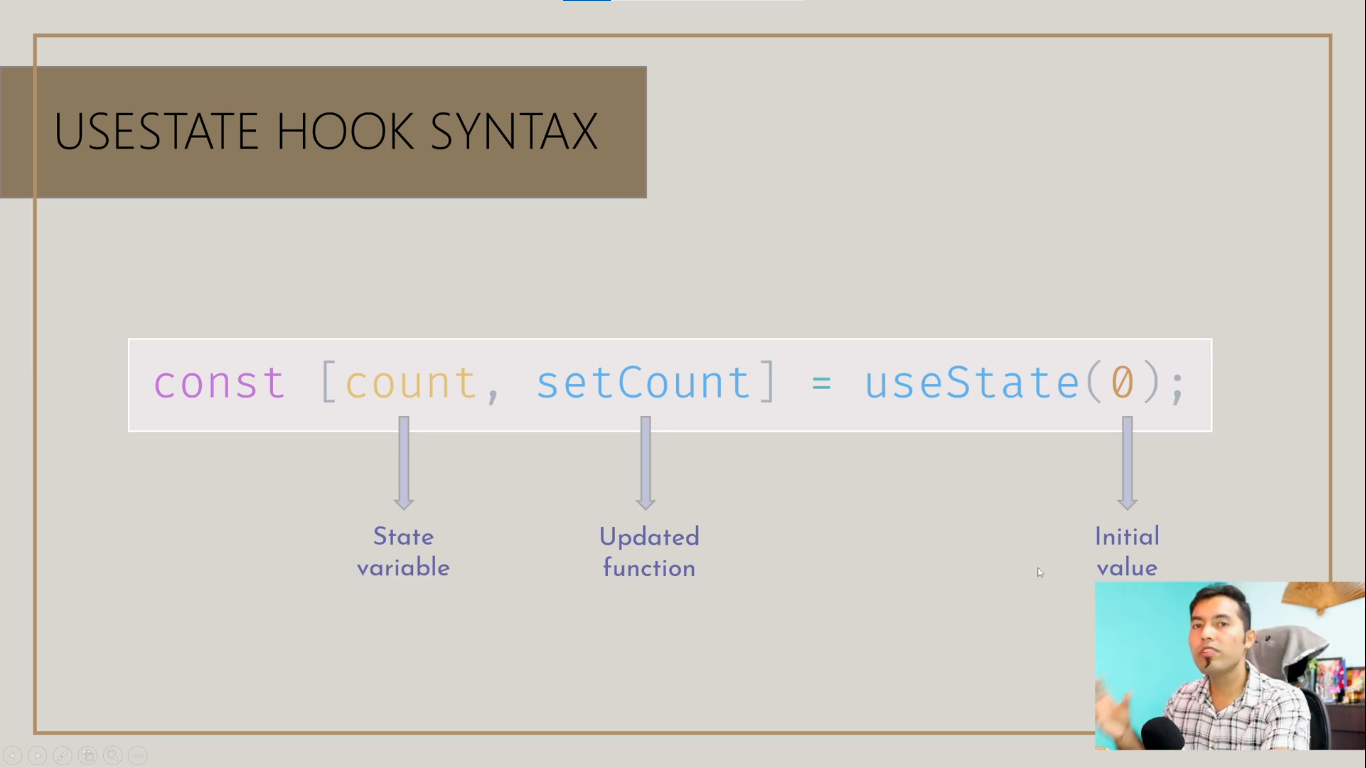 USESTATE HOOK SYNTAX
const [count, setCount] = useState(0);
State
variable
Updated
function
Initial
value